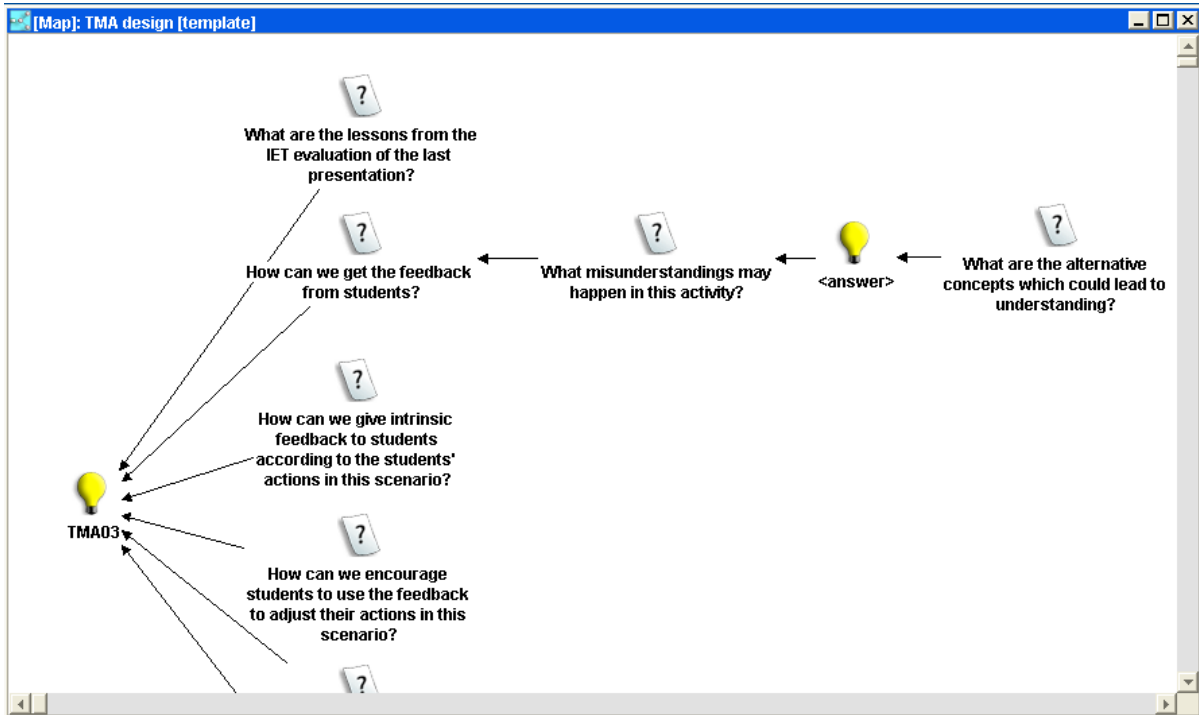 [Map]: TMA design [template]
?
What are the lessons from the
IET evaluation of the last
presentation?
?
How can we get the feedback
from students?
?
What misunderstandings may
happen in this activity?
<answer>
?
What are the alternative
concepts which could lead to
understanding?
?
How can we give intrinsic
feedback to students
according to the students'
actions in this scenario?
TMA03
?
How can we encourage
students to use the feedback
to adjust their actions in this
scenario?
?